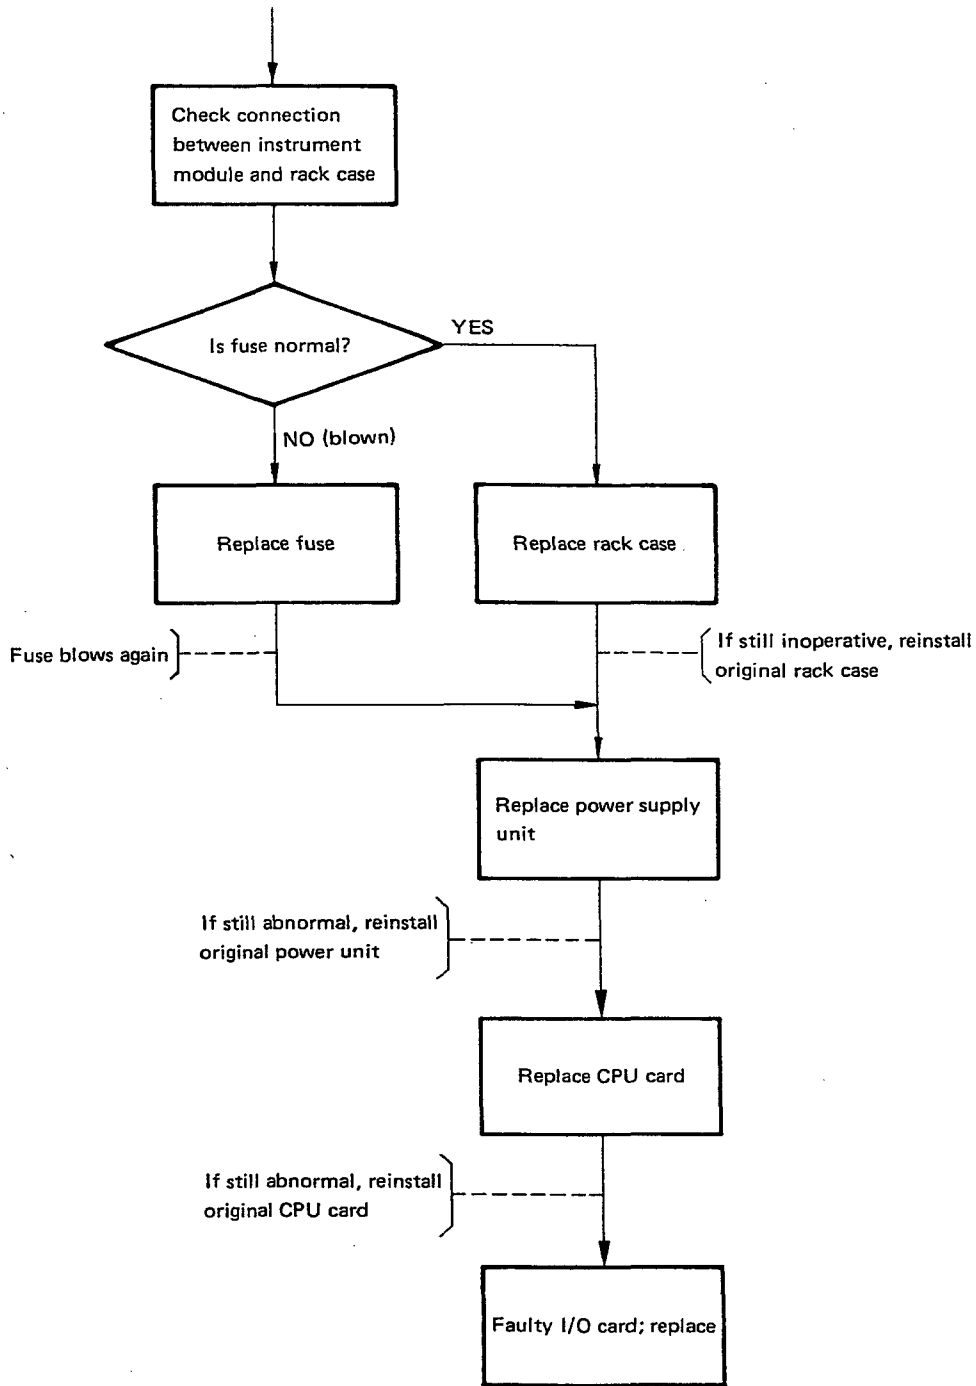 Check connection
between instrument
module and rack case
Is fuse normal?
YES
NO (blown)
Replace fuse
Replace rack case
Fuse blows again
If still inoperative, reinstall
original rack case
Replace power supply
unit
If still abnormal, reinstall
original power unit
Replace CPU card
If still abnormal, reinstall
original CPU card
Faulty I/O card; replace